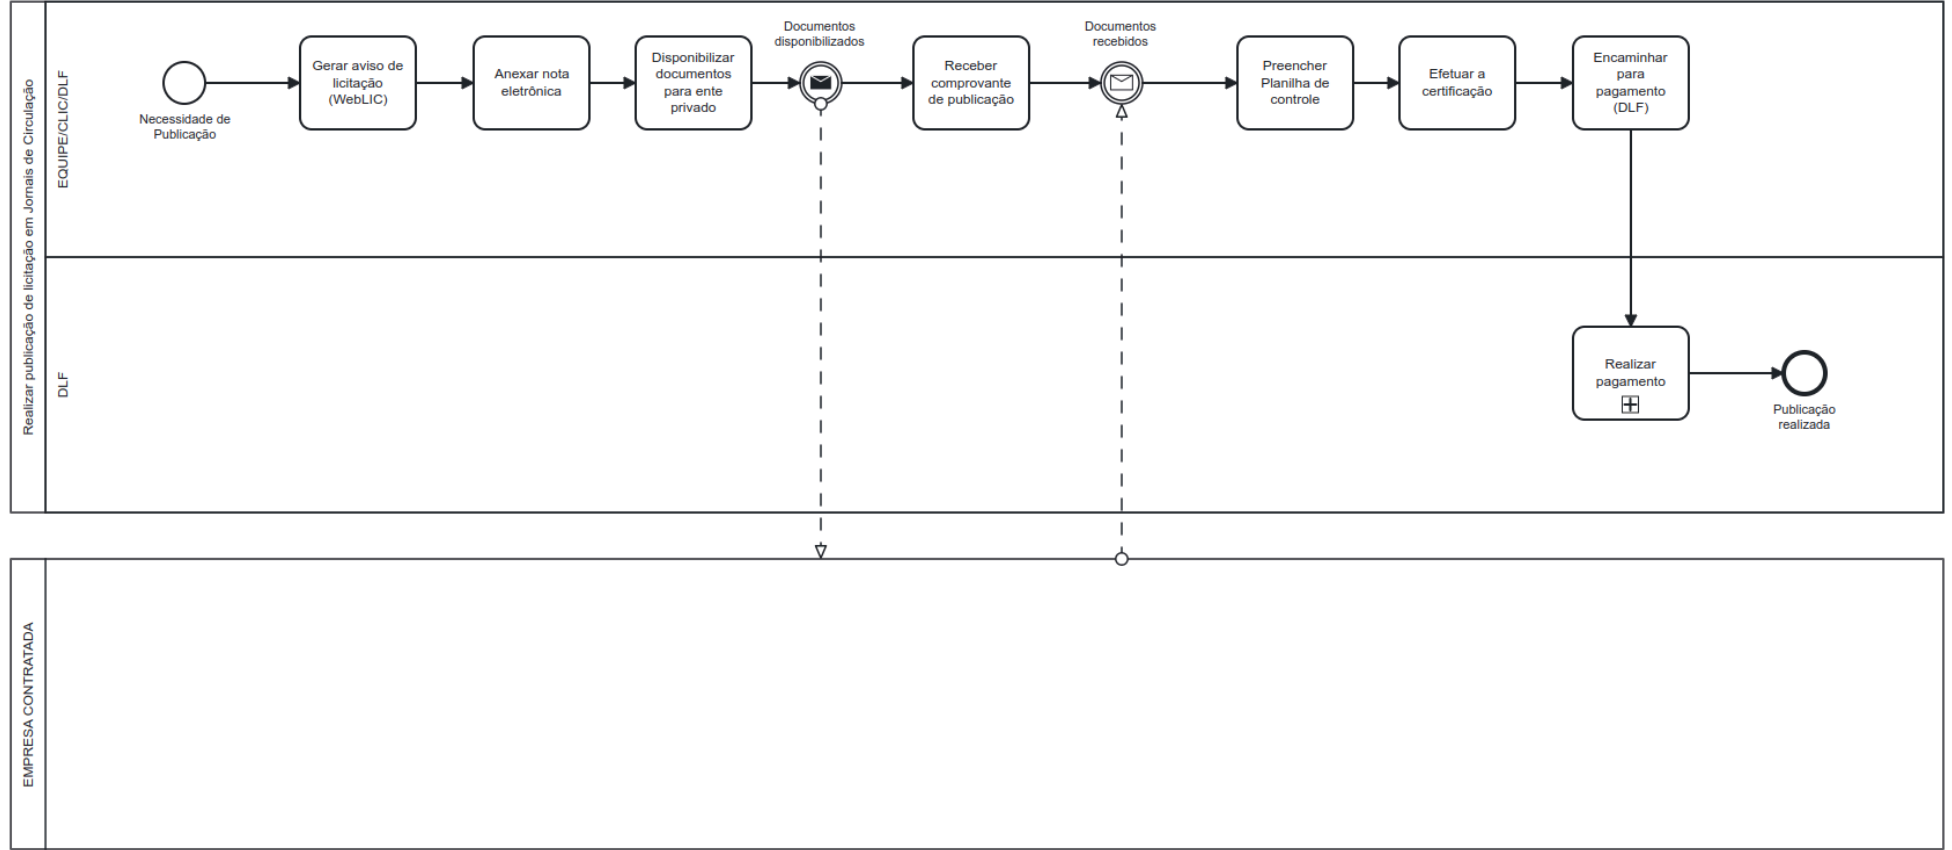 Realizar publicação de licitação em Jornais de Circulação
EQUIPE/CLIC/DLF
Necessidade de
Publicação
Gerar aviso de
licitação
(WebLIC)
Anexar nota
eletrônica
Disponibilizar
documentos
para ente
privado
Documentos
disponibilizados
Receber
comprovante
de publicação
Documentos
recebidos
Preencher
Planilha de
controle
Efetuar a
certificação
Encaminhar
para
pagamento
(DLF)
DLF
Realizar
pagamento
Publicação
realizada
EMPRESA CONTRATADA